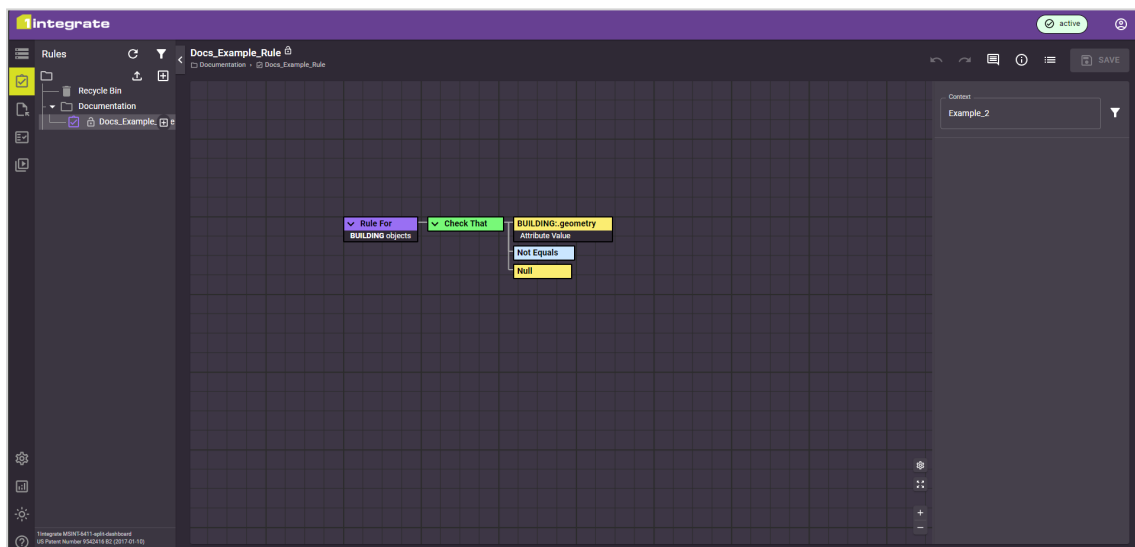 1integrate
active
Rules
Docs_Example_Rule
Documentation › Docs_Example_Rule
SAVE
Recycle Bin
Documentation
Docs_Example_ e
Context
Example_2
Rule For
BUILDING objects
Check That
BUILDING:.geometry
Attribute Value
Not Equals
Null
1Integrate MSINT-6411-split-dashboard
US Patent Number 9542416 B2 (2017-01-10)